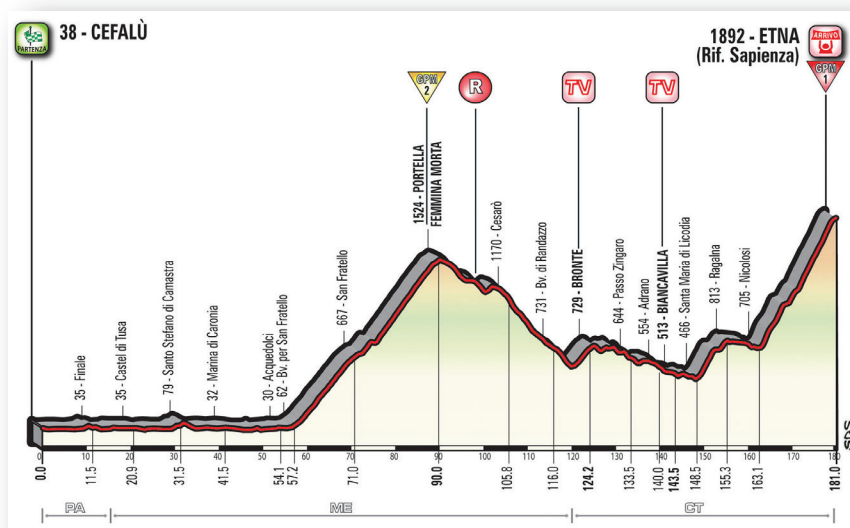 38 - CEFALÙ
PARTENZA
1892 - ETNA
(Rif. Sapienza)
ARRIVO
GPM
1
GPM
2
R
TV
TV
35 - Finale
35 - Castel di Tusa
79 - Santo Stefano di Camastra
32 - Marina di Caronia
30 - Acquedolci
62 - Bv. per San Fratello
667 - San Fratello
1524 - PORTELLA
FEMMINA MORTA
1170 - Cesarò
731 - Bv. di Randazzo
729 - BRONTE
644 - Passo Zingaro
554 - Adrano
513 - BIANCAVILLA
466 - Santa Maria di Licodia
813 - Ragalna
705 - Nicolosi
SDS
0 10 20 30 40 50 60 70 80 90 100 110 120 130 140 150 160 170 180
0.0
11.5
20.9
31.5
41.5
54.1
57.2
71.0
90.0
105.8
116.0
124.2
133.5
140.0
143.5
148.5
155.3
163.1
181.0
PA ME CT